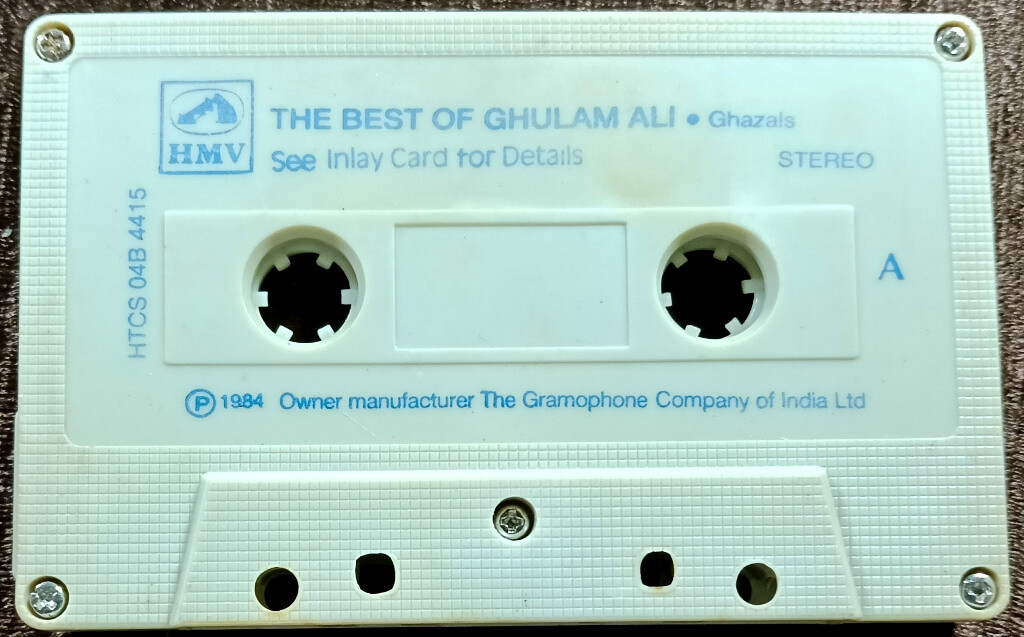 HMV
THE BEST OF GHULAM ALI • Ghazals
See Inlay Card for Details
STEREO
HTCS 04B 4415
A
Ⓟ 1984 Owner manufacturer The Gramophone Company of India Ltd